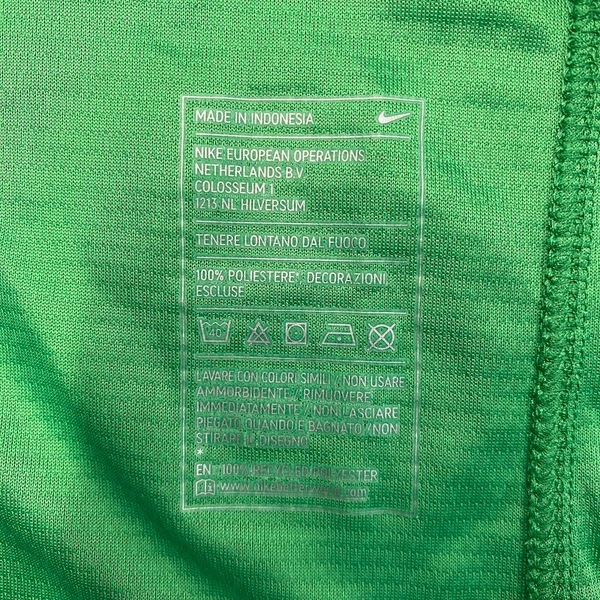 MADE IN INDONESIA
NIKE EUROPEAN OPERATIONS
NETHERLANDS B.V.
COLOSSEUM 1
1213 NL HILVERSUM
TENERE LONTANO DAL FUOCO
100% POLIESTERE* DECORAZIONI
ESCLUSE
40
LAVARE CON COLORI SIMILI / NON USARE
AMMORBIDENTE / RIMUOVERE
IMMEDIATAMENTE / NON LASCIARE
PIEGATO QUANDO È BAGNATO / NON
STIRARE IL DISEGNO
*
EN: 100% RECYCLED POLYESTER